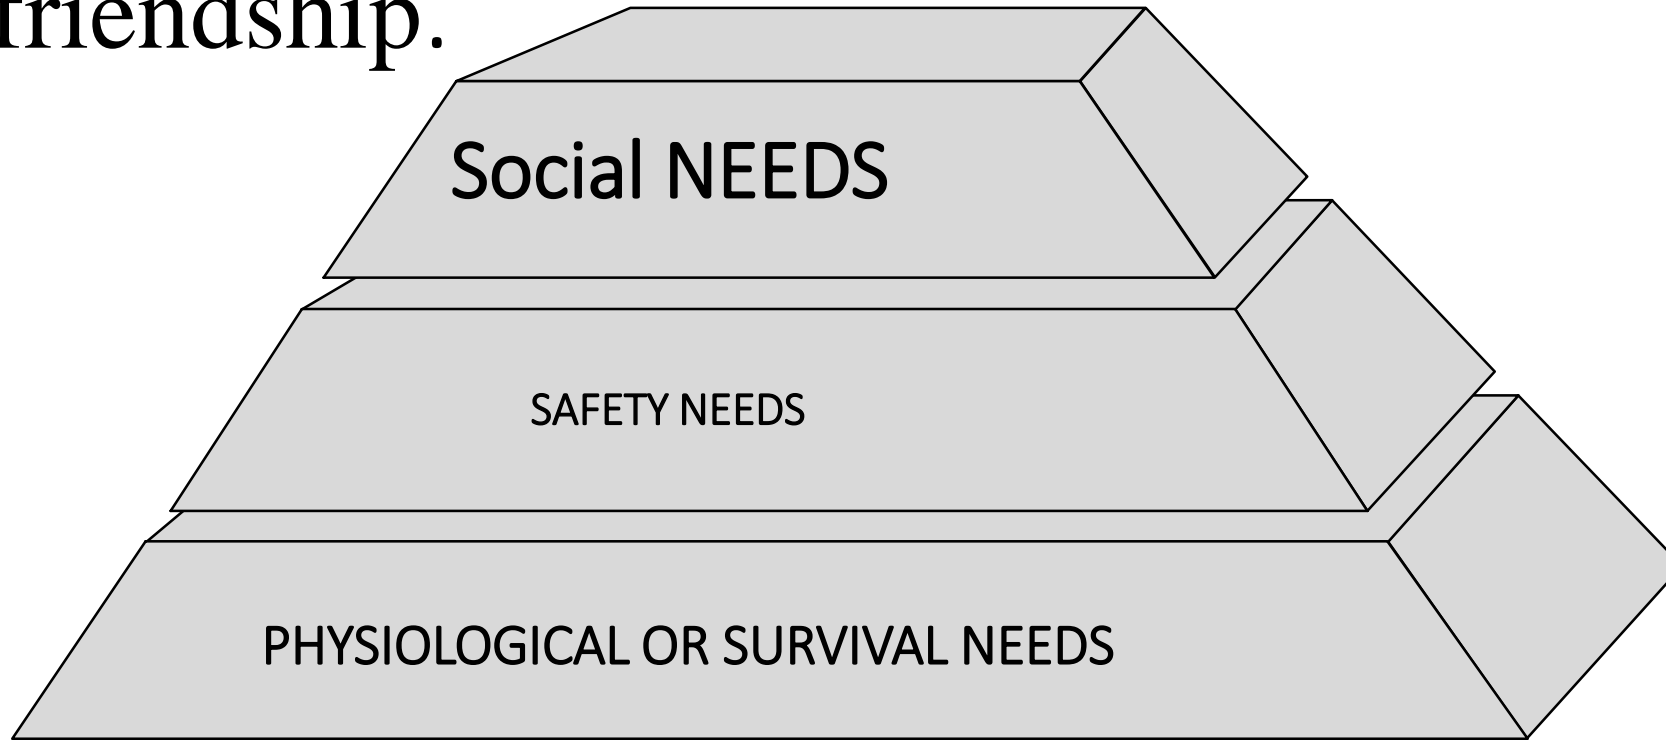 friendship.
Social NEEDS
SAFETY NEEDS
PHYSIOLOGICAL OR SURVIVAL NEEDS